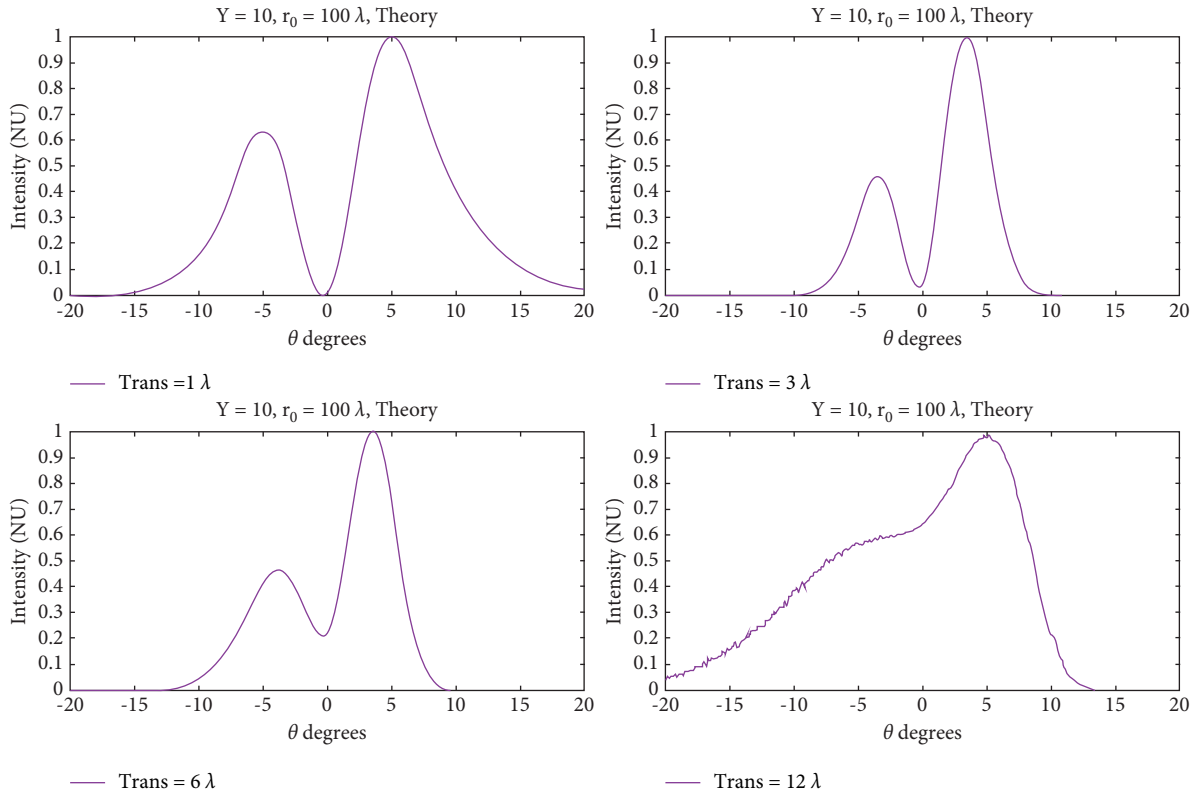 Y = 10, r0 = 100 λ, Theory
Intensity (NU)
1
0.9
0.8
0.7
0.6
0.5
0.4
0.3
0.2
0.1
0
-20 -15 -10 -5 0 5 10 15 20
θ degrees
Trans =1 λ
Y = 10, r0 = 100 λ, Theory
Intensity (NU)
1
0.9
0.8
0.7
0.6
0.5
0.4
0.3
0.2
0.1
0
-20 -15 -10 -5 0 5 10 15 20
θ degrees
Trans = 3 λ
Y = 10, r0 = 100 λ, Theory
Intensity (NU)
1
0.9
0.8
0.7
0.6
0.5
0.4
0.3
0.2
0.1
0
-20 -15 -10 -5 0 5 10 15 20
θ degrees
Trans = 6 λ
Y = 10, r0 = 100 λ, Theory
Intensity (NU)
1
0.9
0.8
0.7
0.6
0.5
0.4
0.3
0.2
0.1
0
-20 -15 -10 -5 0 5 10 15 20
θ degrees
Trans = 12 λ